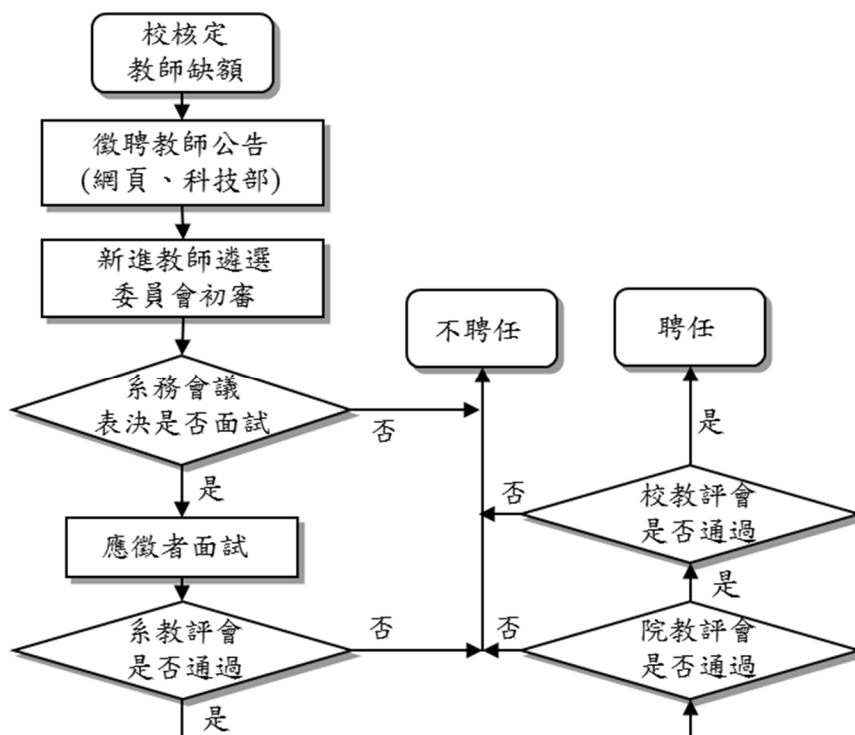 校核定
教師缺額
徵聘教師公告
(網頁、科技部)
新進教師遴選
委員會初審
不聘任
聘任
系務會議
表決是否面試
否
是
是
否
校教評會
是否通過
應徵者面試
是
系教評會
是否通過
否
否
院教評會
是否通過
是